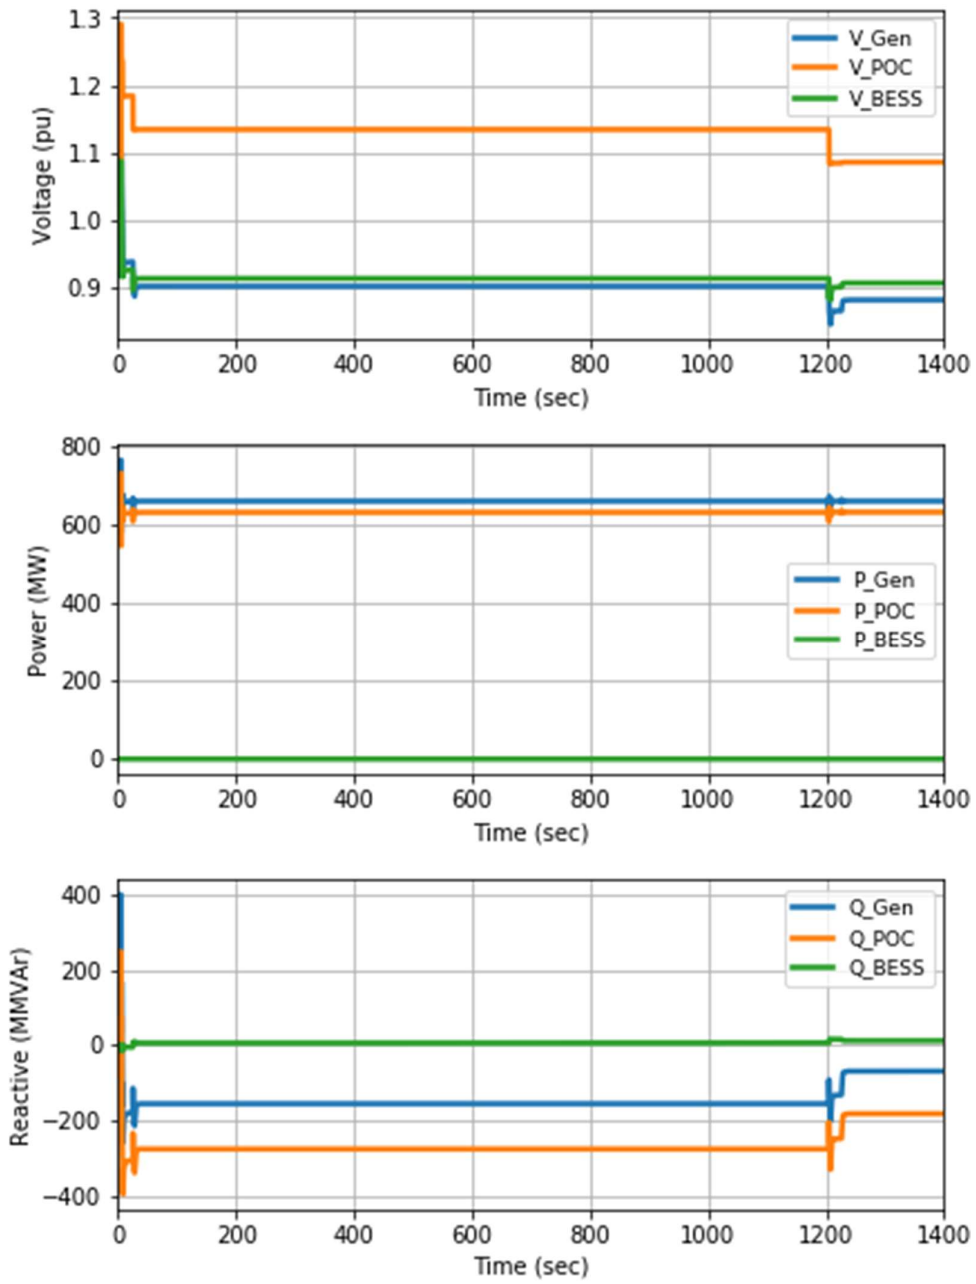 1.3
1.2
1.1
1.0
0.9
Voltage (pu)
V_Gen
V_POC
V_BESS
0 200 400 600 800 1000 1200 1400
Time (sec)
800
600
400
200
0
Power (MW)
P_Gen
P_POC
P_BESS
0 200 400 600 800 1000 1200 1400
Time (sec)
400
200
0
−200
−400
Reactive (MMVAr)
Q_Gen
Q_POC
Q_BESS
0 200 400 600 800 1000 1200 1400
Time (sec)